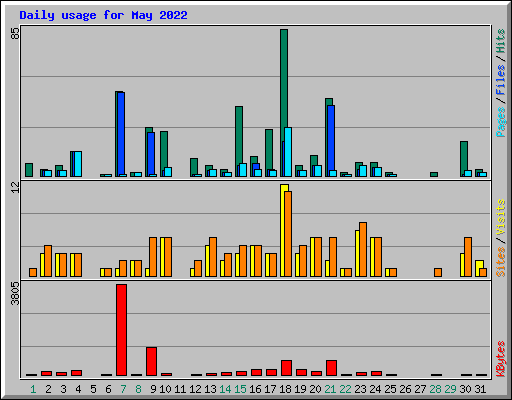 Daily usage for May 2022
85
12
3805
Pages / Files / Hits
Sites / Visits
KBytes
1 2 3 4 5 6 7 8 9 10 11 12 13 14 15 16 17 18 19 20 21 22 23 24 25 26 27 28 29 30 31